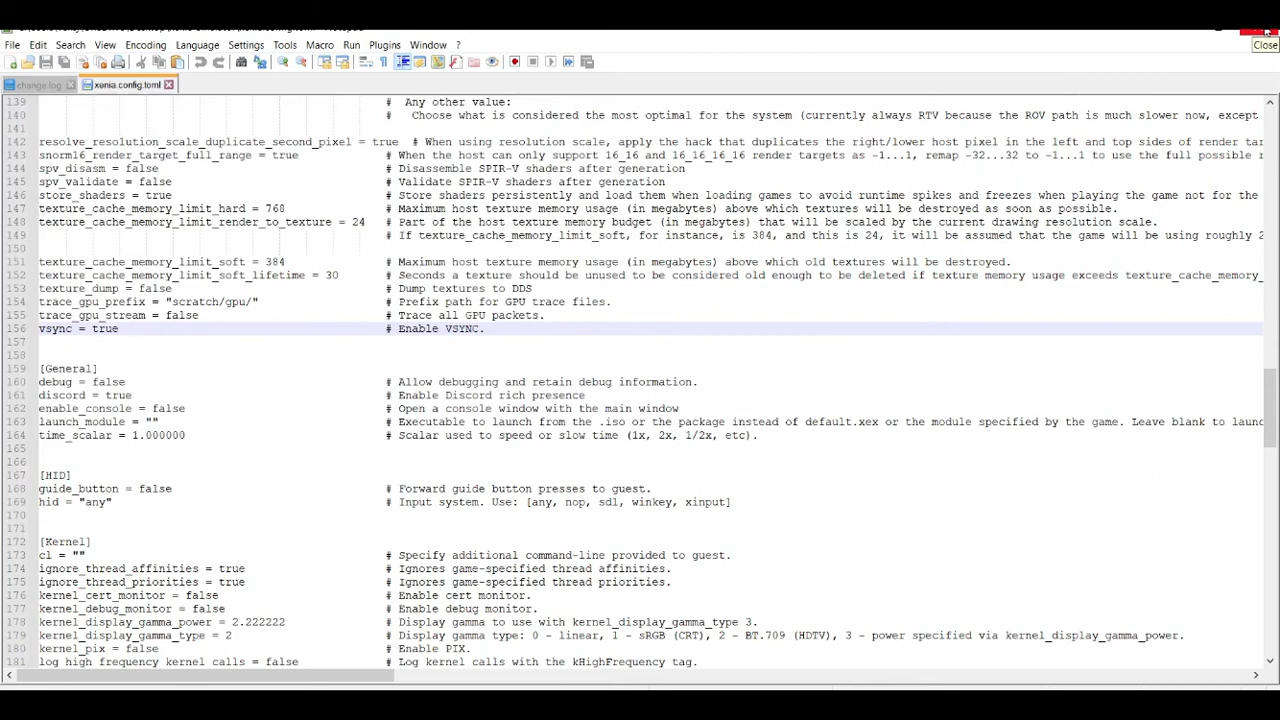 File Edit Search View Encoding Language Settings Tools Macro Run Plugins Window ?
Close
change.log xenia.config.toml
139 # Any other value:
140 # Choose what is considered the most optimal for the system (currently always RTV because the ROV path is much slower now, except
141
142 resolve_resolution_scale_duplicate_second_pixel = true # When using resolution scale, apply the hack that duplicates the right/lower host pixel in the left and top sides of render tar
143 snorm16_render_target_full_range = true # When the host can only support 16_16 and 16_16_16_16 render targets as -1...1, remap -32...32 to -1...1 to use the full possible r
144 spv_disasm = false # Disassemble SPIR-V shaders after generation
145 spv_validate = false # Validate SPIR-V shaders after generation
146 store_shaders = true # Store shaders persistently and load them when loading games to avoid runtime spikes and freezes when playing the game not for the
147 texture_cache_memory_limit_hard = 768 # Maximum host texture memory usage (in megabytes) above which textures will be destroyed as soon as possible.
148 texture_cache_memory_limit_render_to_texture = 24 # Part of the host texture memory budget (in megabytes) that will be scaled by the current drawing resolution scale.
149 # If texture_cache_memory_limit_soft, for instance, is 384, and this is 24, it will be assumed that the game will be using roughly 2
150
151 texture_cache_memory_limit_soft = 384 # Maximum host texture memory usage (in megabytes) above which old textures will be destroyed.
152 texture_cache_memory_limit_soft_lifetime = 30 # Seconds a texture should be unused to be considered old enough to be deleted if texture memory usage exceeds texture_cache_memory_
153 texture_dump = false # Dump textures to DDS
154 trace_gpu_prefix = "scratch/gpu/" # Prefix path for GPU trace files.
155 trace_gpu_stream = false # Trace all GPU packets.
156 vsync = true # Enable VSYNC.
157
158
159 [General]
160 debug = false # Allow debugging and retain debug information.
161 discord = true # Enable Discord rich presence
162 enable_console = false # Open a console window with the main window
163 launch_module = "" # Executable to launch from the .iso or the package instead of default.xex or the module specified by the game. Leave blank to laun
164 time_scalar = 1.000000 # Scalar used to speed or slow time (1x, 2x, 1/2x, etc).
165
166
167 [HID]
168 guide_button = false # Forward guide button presses to guest.
169 hid = "any" # Input system. Use: [any, nop, sdl, winkey, xinput]
170
171
172 [Kernel]
173 cl = "" # Specify additional command-line provided to guest.
174 ignore_thread_affinities = true # Ignores game-specified thread affinities.
175 ignore_thread_priorities = true # Ignores game-specified thread priorities.
176 kernel_cert_monitor = false # Enable cert monitor.
177 kernel_debug_monitor = false # Enable debug monitor.
178 kernel_display_gamma_power = 2.222222 # Display gamma to use with kernel_display_gamma_type 3.
179 kernel_display_gamma_type = 2 # Display gamma type: 0 - linear, 1 - sRGB (CRT), 2 - BT.709 (HDTV), 3 - power specified via kernel_display_gamma_power.
180 kernel_pix = false # Enable PIX.
181 log_high_frequency_kernel_calls = false # Log kernel calls with the kHighFrequency tag.